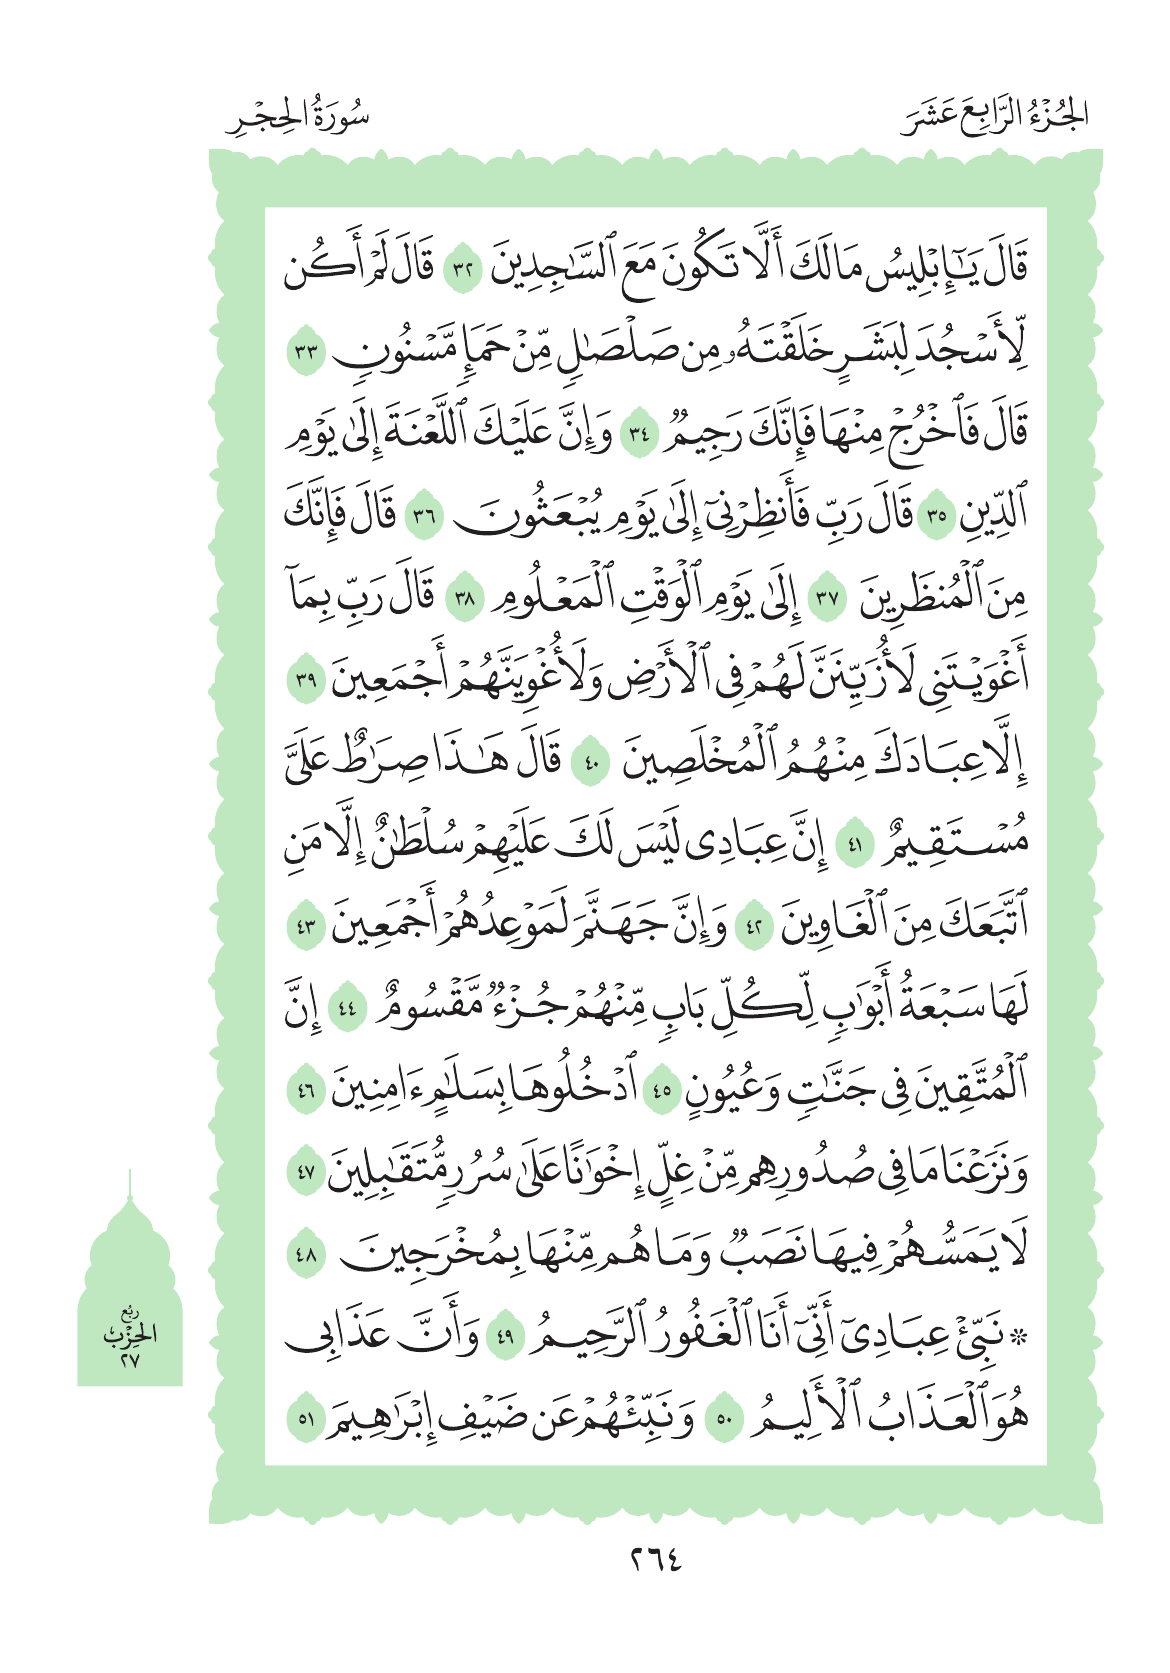 الجُزْءُ الرَّابِعَ عَشَرَ
سُورَةُ الحِجْرِ
قَالَ يَٰٓإِبْلِيسُ مَا لَكَ أَلَّا تَكُونَ مَعَ ٱلسَّٰجِدِينَ ٣٢ قَالَ لَمْ أَكُن
لِّأَسْجُدَ لِبَشَرٍ خَلَقْتَهُۥ مِن صَلْصَٰلٍ مِّنْ حَمَإٍ مَّسْنُونٍ ٣٣
قَالَ فَٱخْرُجْ مِنْهَا فَإِنَّكَ رَجِيمٌ ٣٤ وَإِنَّ عَلَيْكَ ٱللَّعْنَةَ إِلَىٰ يَوْمِ
ٱلدِّينِ ٣٥ قَالَ رَبِّ فَأَنظِرْنِىٓ إِلَىٰ يَوْمِ يُبْعَثُونَ ٣٦ قَالَ فَإِنَّكَ
مِنَ ٱلْمُنظَرِينَ ٣٧ إِلَىٰ يَوْمِ ٱلْوَقْتِ ٱلْمَعْلُومِ ٣٨ قَالَ رَبِّ بِمَآ
أَغْوَيْتَنِى لَأُزَيِّنَنَّ لَهُمْ فِى ٱلْأَرْضِ وَلَأُغْوِيَنَّهُمْ أَجْمَعِينَ ٣٩
إِلَّا عِبَادَكَ مِنْهُمُ ٱلْمُخْلَصِينَ ٤٠ قَالَ هَٰذَا صِرَٰطٌ عَلَىَّ
مُسْتَقِيمٌ ٤١ إِنَّ عِبَادِى لَيْسَ لَكَ عَلَيْهِمْ سُلْطَٰنٌ إِلَّا مَنِ
ٱتَّبَعَكَ مِنَ ٱلْغَاوِينَ ٤٢ وَإِنَّ جَهَنَّمَ لَمَوْعِدُهُمْ أَجْمَعِينَ ٤٣
لَهَا سَبْعَةُ أَبْوَٰبٍ لِّكُلِّ بَابٍ مِّنْهُمْ جُزْءٌ مَّقْسُومٌ ٤٤ إِنَّ
ٱلْمُتَّقِينَ فِى جَنَّٰتٍ وَعُيُونٍ ٤٥ ٱدْخُلُوهَا بِسَلَٰمٍ ءَامِنِينَ ٤٦
وَنَزَعْنَا مَا فِى صُدُورِهِم مِّنْ غِلٍّ إِخْوَٰنًا عَلَىٰ سُرُرٍ مُّتَقَٰبِلِينَ ٤٧
لَا يَمَسُّهُمْ فِيهَا نَصَبٌ وَمَا هُم مِّنْهَا بِمُخْرَجِينَ ٤٨
۞ نَبِّئْ عِبَادِىٓ أَنِّىٓ أَنَا ٱلْغَفُورُ ٱلرَّحِيمُ ٤٩ وَأَنَّ عَذَابِى
هُوَ ٱلْعَذَابُ ٱلْأَلِيمُ ٥٠ وَنَبِّئْهُمْ عَن ضَيْفِ إِبْرَٰهِيمَ ٥١
ربع
الحِزْب
٢٧
٢٦٤